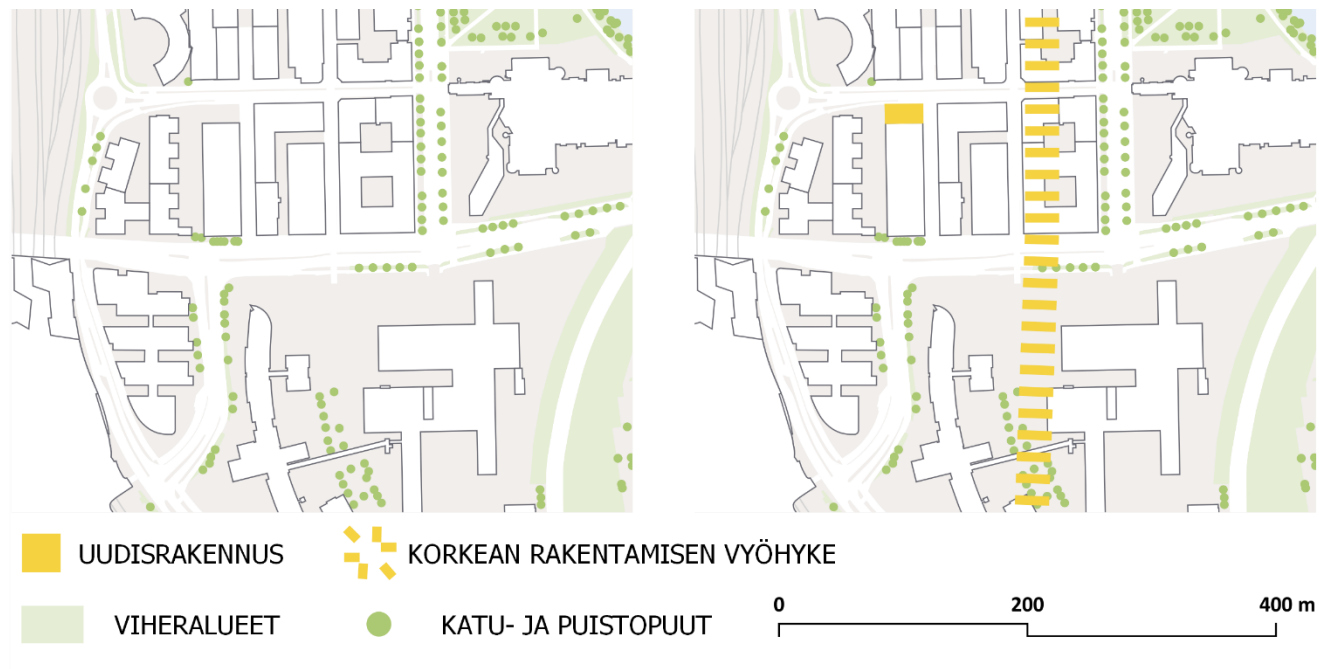 UUDISRAKENNUS
KORKEAN RAKENTAMISEN VYÖHYKE
VIHERALUEET
KATU- JA PUISTOPUUT
0 200 400 m